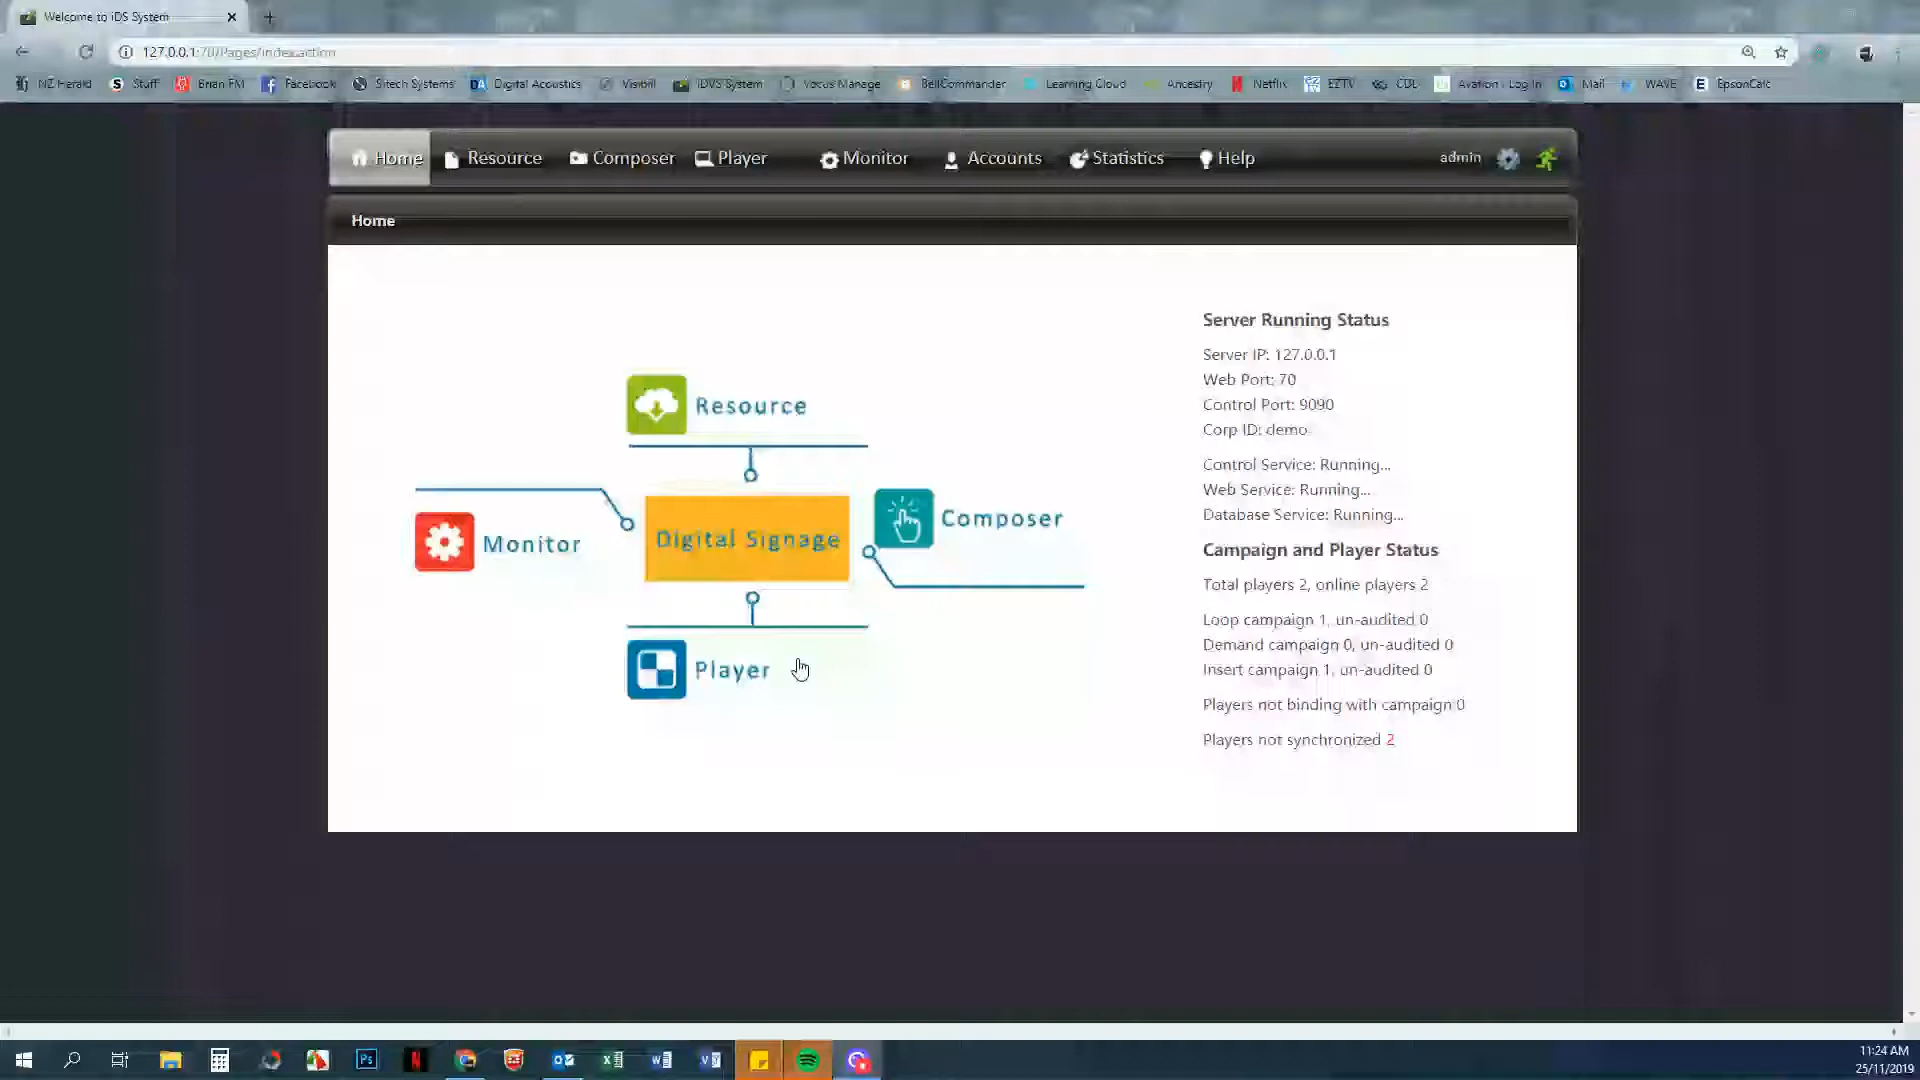 Welcome to iDS System
127.0.0.1:70/Pages/index.action
NZ Herald Stuff Brian FM Facebook Sitech Systems Digital Acoustics Visibill iDVS System Vocus Manage BellCommander Learning Cloud Ancestry Netflix EZTV CDL Avation - Log In Mail WAVE EpsonCalc
Home Resource Composer Player Monitor Accounts Statistics Help admin
Home
Resource
Monitor
Digital Signage
Composer
Player
Server Running Status
Server IP: 127.0.0.1
Web Port: 70
Control Port: 9090
Corp ID: demo
Control Service: Running...
Web Service: Running...
Database Service: Running...
Campaign and Player Status
Total players 2, online players 2
Loop campaign 1, un-audited 0
Demand campaign 0, un-audited 0
Insert campaign 1, un-audited 0
Players not binding with campaign 0
Players not synchronized 2
11:24 AM
25/11/2019